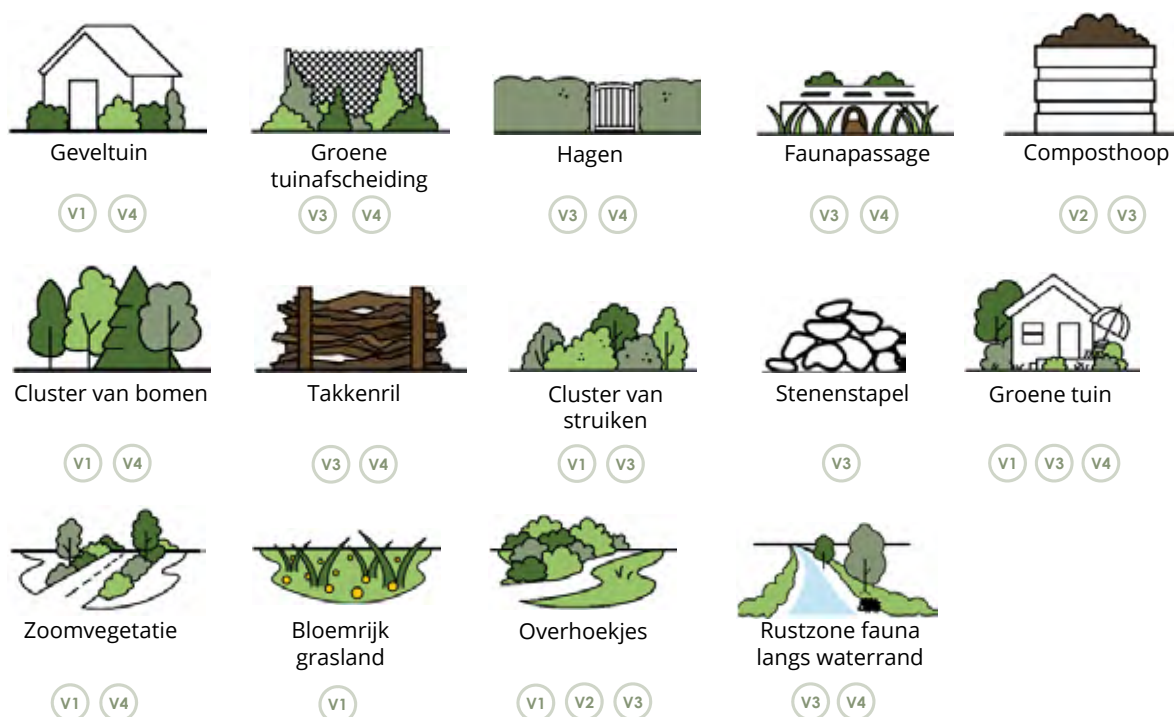 Geveltuin
V1 V4
Groene
tuinafscheiding
V3 V4
Hagen
V3 V4
Faunapassage
V3 V4
Composthoop
V2 V3
Cluster van bomen
V1 V4
Takkenril
V3 V4
Cluster van
struiken
V1 V3
Stenenstapel
V3
Groene tuin
V1 V3 V4
Zoomvegetatie
V1 V4
Bloemrijk
grasland
V1
Overhoekjes
V1 V2 V3
Rustzone fauna
langs waterrand
V3 V4